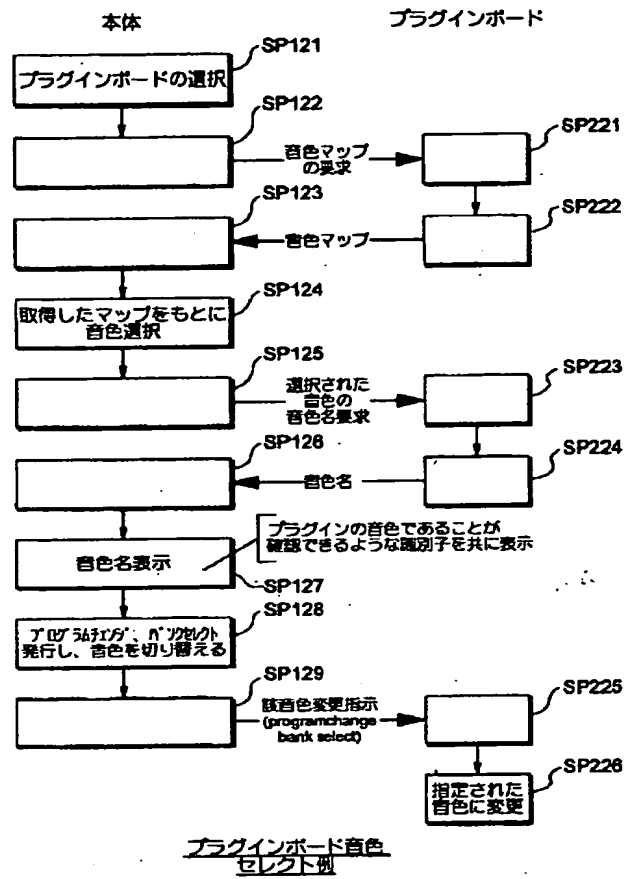 本体
プラグインボード
SP121
プラグインボードの選択
SP122
音色マップ
の要求
SP221
SP123
SP222
音色マップ
SP124
取得したマップをもとに
音色選択
SP125
選択された
音色の
音色名要求
SP223
SP126
SP224
音色名
プラグインの音色であることが
確認できるような識別子を共に表示
音色名表示
SP127
SP128
プログラムチェンジ、バンクセレクト
発行し、音色を切り替える
SP129
該音色変更指示
(programchange
bank select)
SP225
SP226
指定された
音色に変更
プラグインボード音色
セレクト例